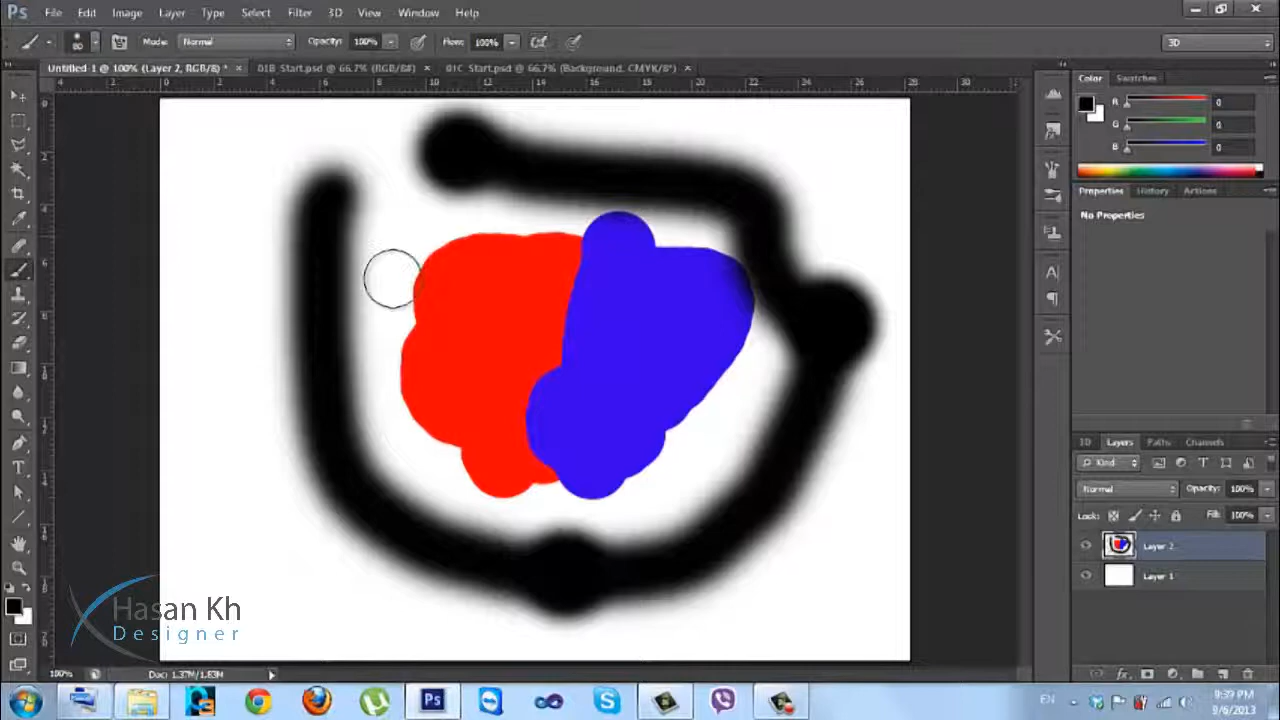 Ps File Edit Image Layer Type Select Filter 3D View Window Help
80 Mode: Normal Opacity: 100% Flow: 100% 3D
Untitled-1 @ 100% (Layer 2, RGB/8) * × 01B Start.psd @ 66.7% (RGB/8#) × 01C Start.psd @ 66.7% (Background, CMYK/8*) ×
Color Swatches
R 0
G 0
B 0
Properties History Actions
No Properties
3D Layers Paths Channels
Kind
Normal Opacity: 100%
Lock: Fill: 100%
Layer 2
Layer 1
Hasan Kh
Designer
100% Doc: 1.37M/1.83M
EN 9:39 PM
9/6/2013